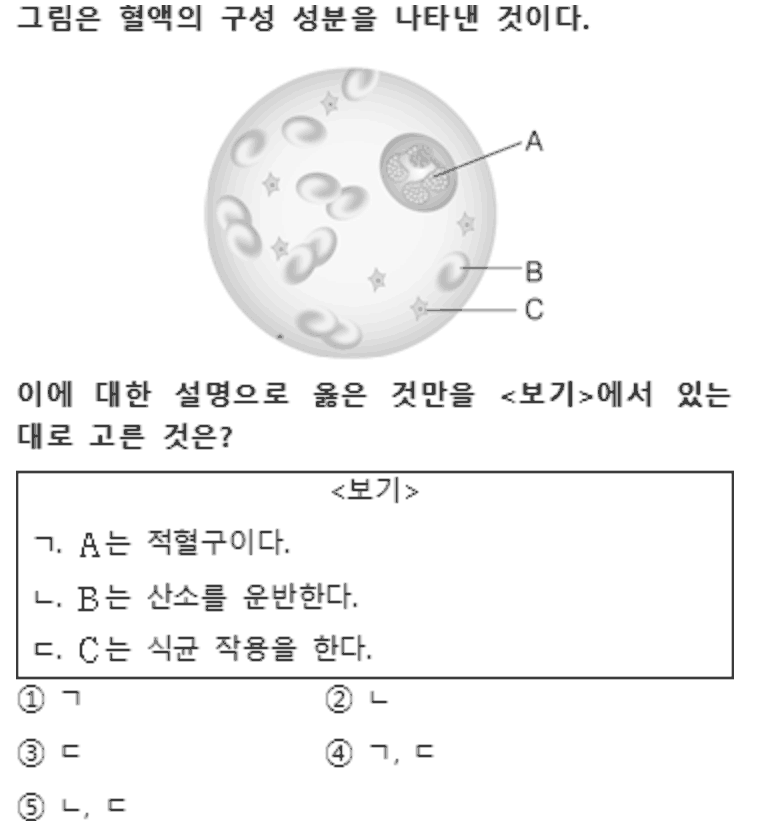 그림은 혈액의 구성 성분을 나타낸 것이다.
A
B
C
이에 대한 설명으로 옳은 것만을 <보기>에서 있는
대로 고른 것은?
<보기>
ㄱ. A는 적혈구이다.
ㄴ. B는 산소를 운반한다.
ㄷ. C는 식균 작용을 한다.
① ㄱ ② ㄴ
③ ㄷ ④ ㄱ, ㄷ
⑤ ㄴ, ㄷ